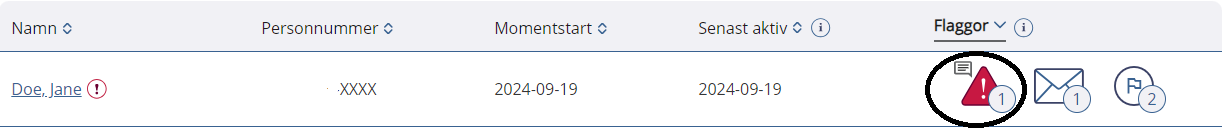 Namn Personnummer Momentstart Senast aktiv i Flaggor i
Doe, Jane ! -XXXX 2024-09-19 2024-09-19 ! 1 1 2